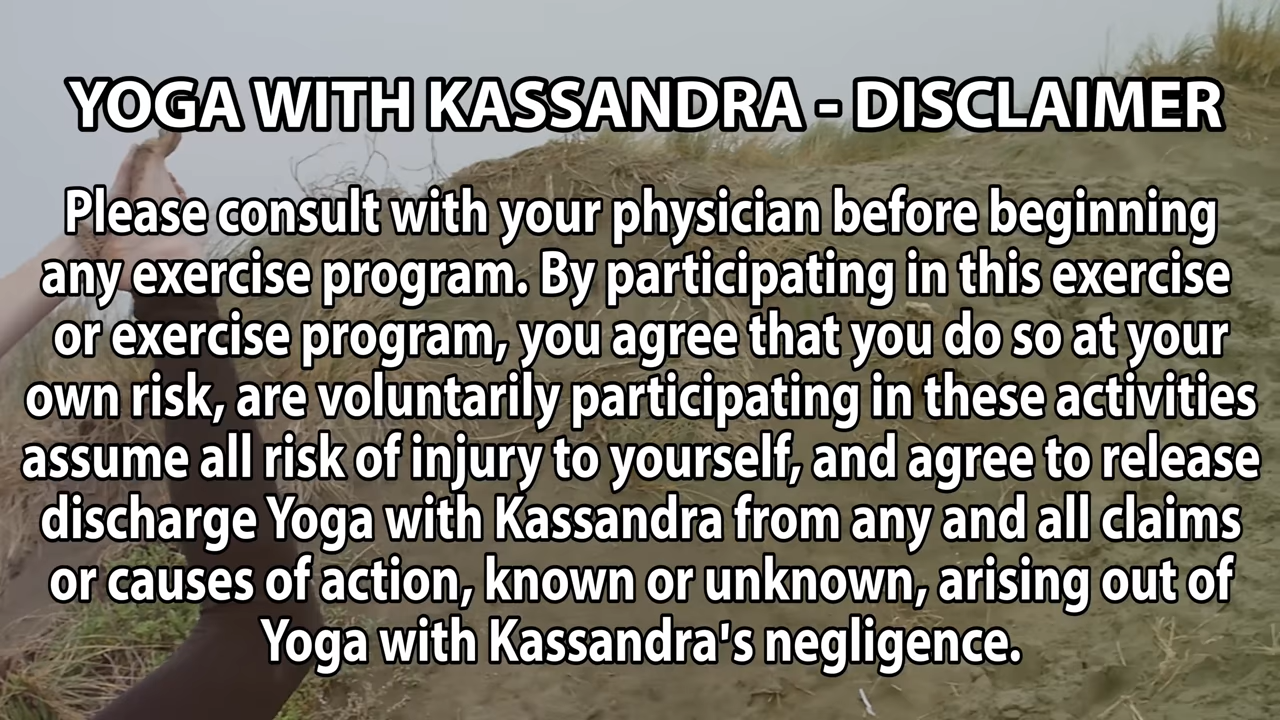 YOGA WITH KASSANDRA - DISCLAIMER
Please consult with your physician before beginning
any exercise program. By participating in this exercise
or exercise program, you agree that you do so at your
own risk, are voluntarily participating in these activities
assume all risk of injury to yourself, and agree to release
discharge Yoga with Kassandra from any and all claims
or causes of action, known or unknown, arising out of
Yoga with Kassandra's negligence.